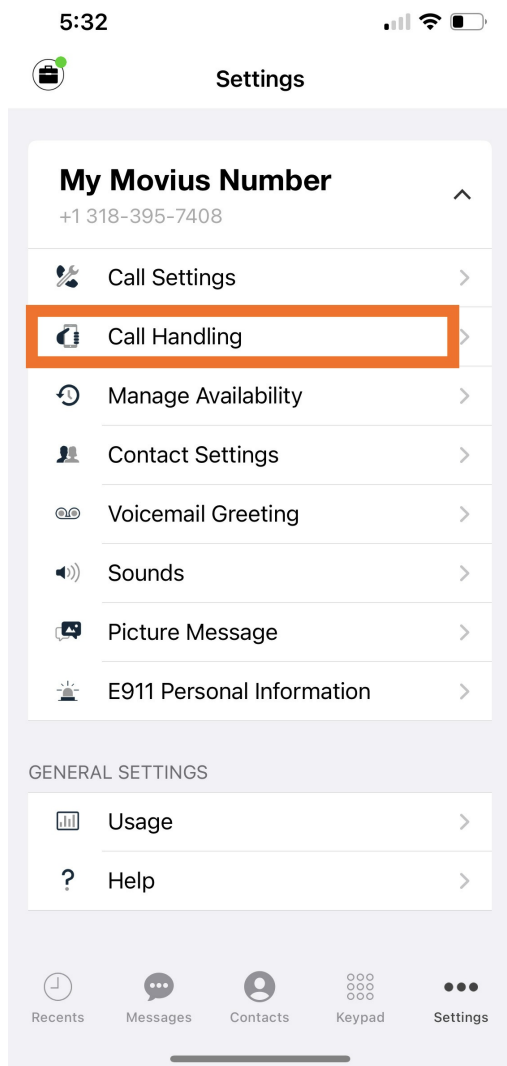 5:32
Settings
My Movius Number
+1 318-395-7408
Call Settings
Call Handling
Manage Availability
Contact Settings
Voicemail Greeting
Sounds
Picture Message
E911 Personal Information
GENERAL SETTINGS
Usage
? Help
Recents Messages Contacts Keypad Settings